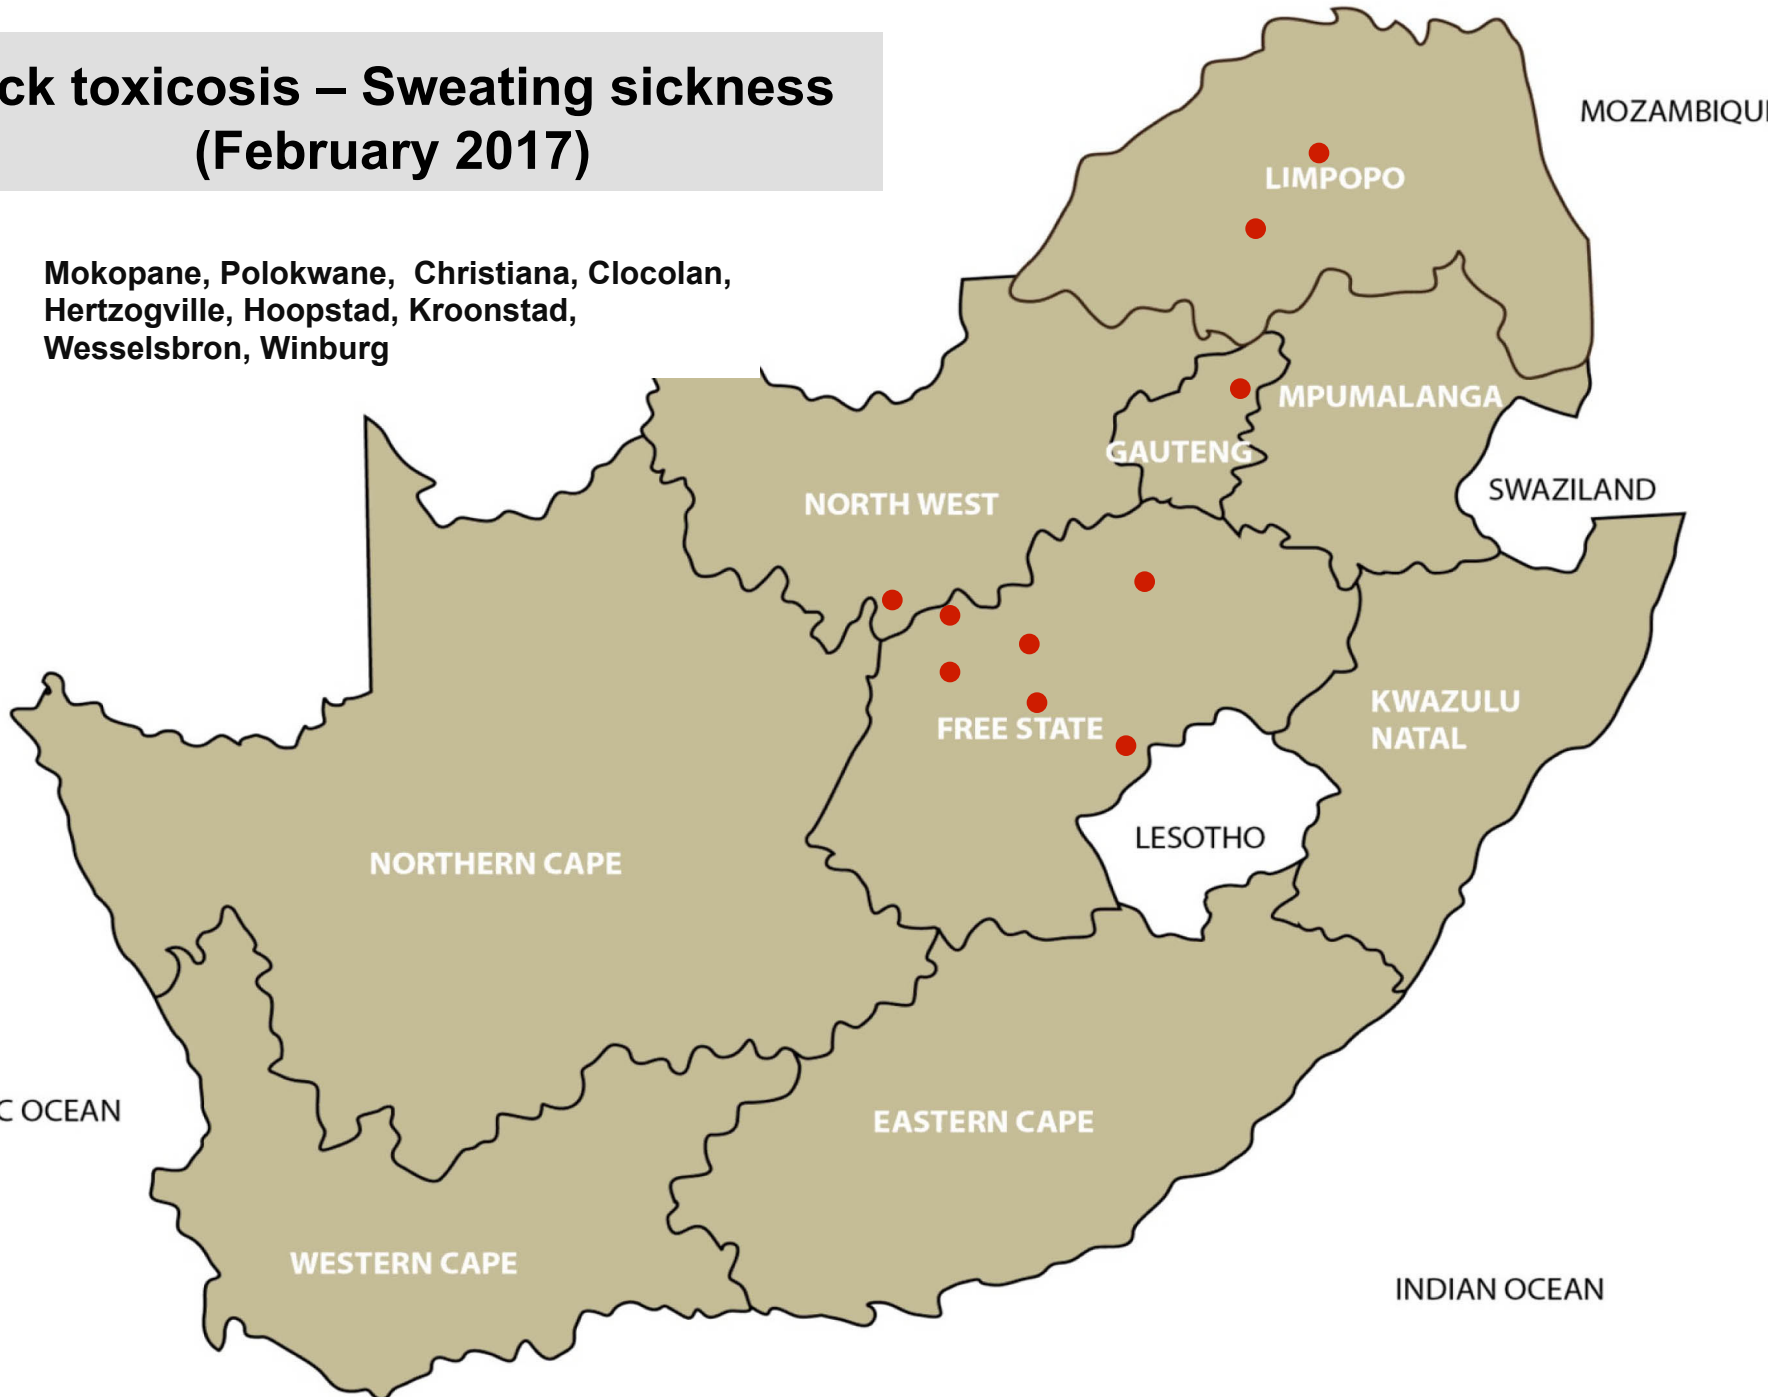 ck toxicosis – Sweating sickness
(February 2017)
MOZAMBIQU
LIMPOPO
Mokopane, Polokwane,  Christiana, Clocolan,
Hertzogville, Hoopstad, Kroonstad,
Wesselsbron, Winburg
MPUMALANGA
GAUTENG
SWAZILAND
NORTH WEST
KWAZULU
NATAL
FREE STATE
LESOTHO
NORTHERN CAPE
C OCEAN
EASTERN CAPE
WESTERN CAPE
INDIAN OCEAN